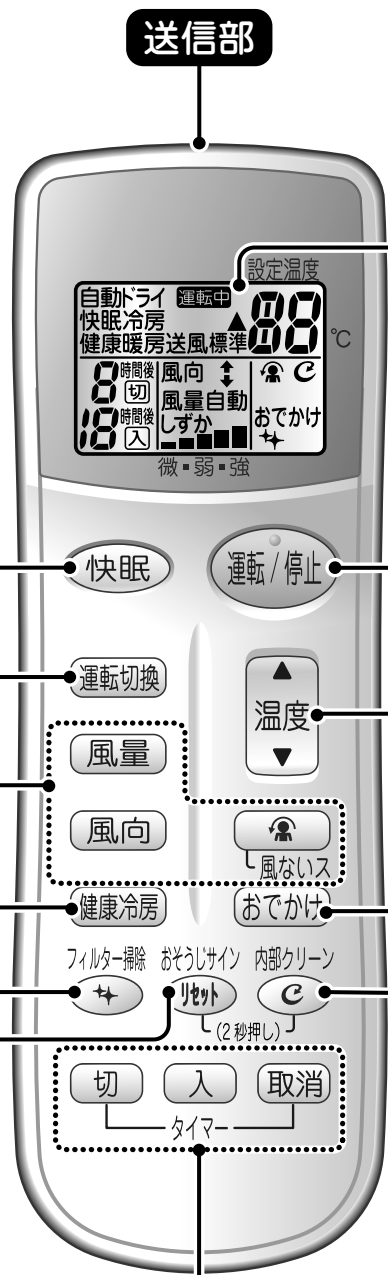 送信部
設定温度
自動ドライ 運転中
快眠冷房 ▲ 88 ℃
健康暖房送風標準
8 時間後 切 風向
風量自動
18 時間後 入 しずか おでかけ
微・弱・強
快眠 運転/停止
運転切換
▲ 温度 ▼
風量
風向
風ないス
健康冷房 おでかけ
フィルター掃除 おそうじサイン 内部クリーン
リセット
(2秒押し)
切 入 取消
タイマー